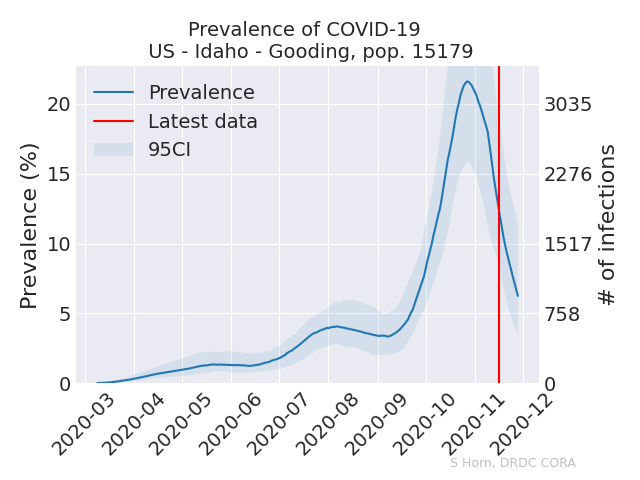 Prevalence of COVID-19
US - Idaho - Gooding, pop. 15179
Prevalence
Latest data
95CI
Prevalence (%)
20
15
10
5
0
3035
2276
1517
758
0
# of infections
2020-03
2020-04
2020-05
2020-06
2020-07
2020-08
2020-09
2020-10
2020-11
2020-12
S Horn, DRDC CORA